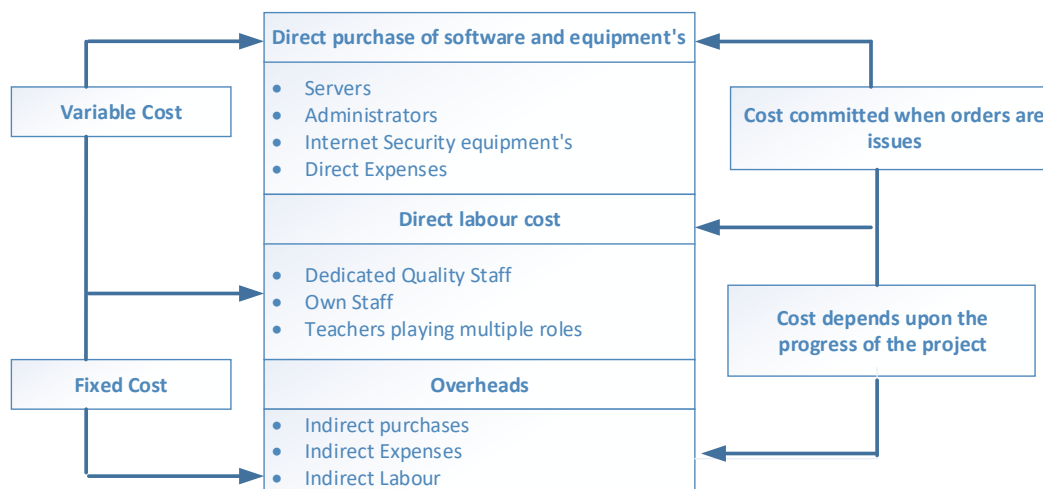 Direct purchase of software and equipment's
Servers
Administrators
Internet Security equipment's
Direct Expenses
Direct labour cost
Dedicated Quality Staff
Own Staff
Teachers playing multiple roles
Overheads
Indirect purchases
Indirect Expenses
Indirect Labour
Variable Cost
Fixed Cost
Cost committed when orders are
issues
Cost depends upon the
progress of the project